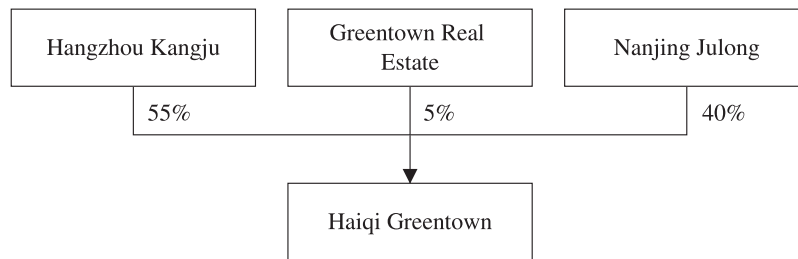 Hangzhou Kangju
Greentown Real
Estate
Nanjing Julong
55%
5%
40%
Haiqi Greentown